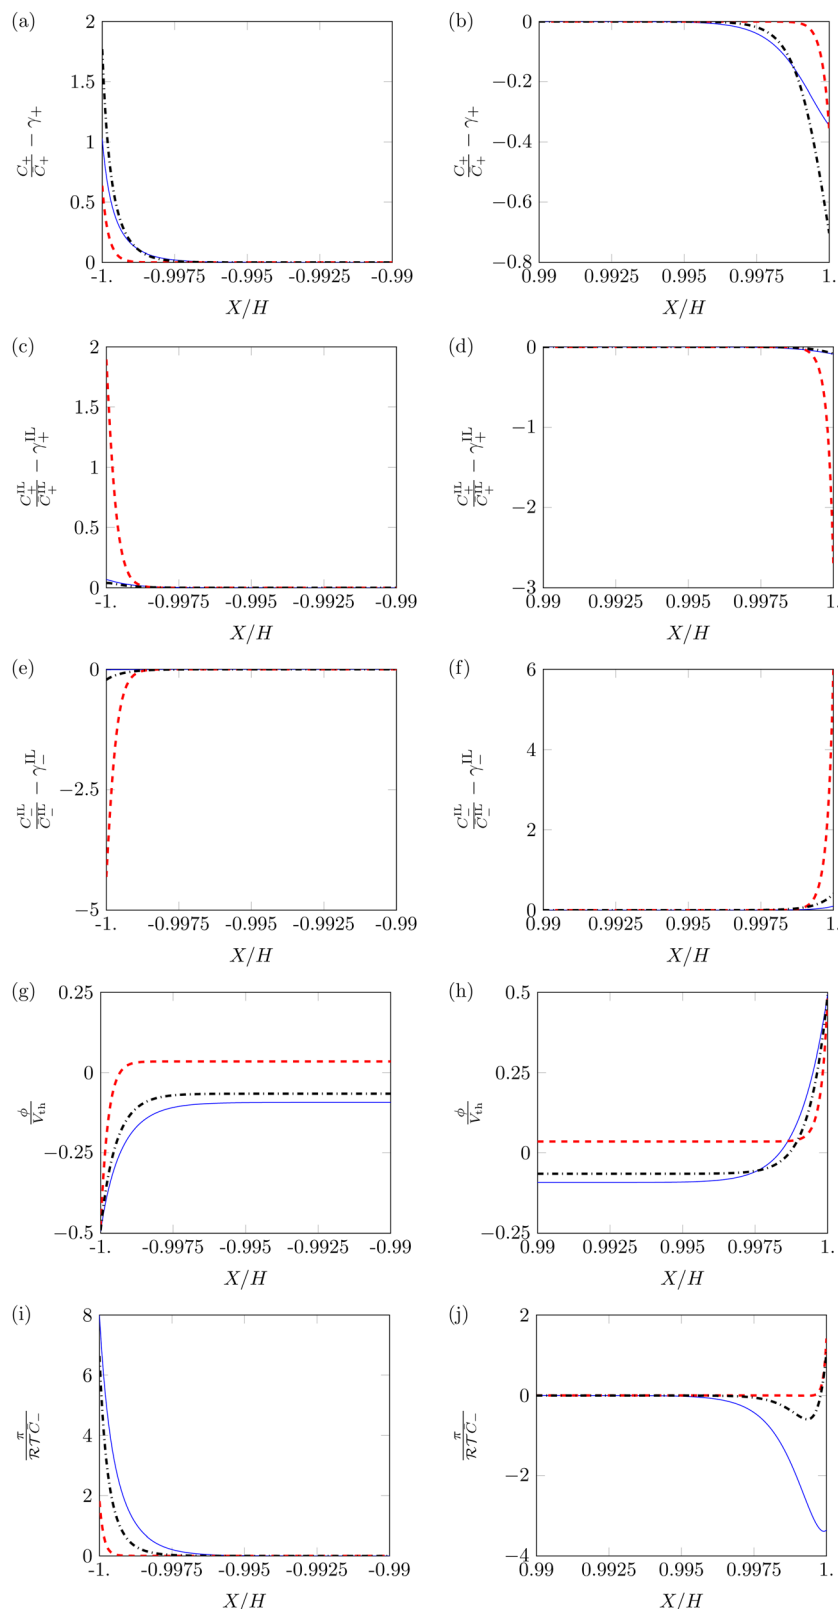 (a)
2
1.5
1
0.5
0
-1. -0.9975 -0.995 -0.9925 -0.99
X/H
C₊/C̄₊ − γ₊
(b)
0
−0.2
−0.4
−0.6
−0.8
0.99 0.9925 0.995 0.9975 1.
X/H
C₊/C̄₊ − γ₊
(c)
2
1.5
1
0.5
0
-1. -0.9975 -0.995 -0.9925 -0.99
X/H
C₊^IL/C̄₊^IL − γ₊^IL
(d)
0
−1
−2
−3
0.99 0.9925 0.995 0.9975 1.
X/H
C₊^IL/C̄₊^IL − γ₊^IL
(e)
0
−2.5
−5
-1. -0.9975 -0.995 -0.9925 -0.99
X/H
C₋^IL/C̄₋^IL − γ₋^IL
(f)
6
4
2
0
0.99 0.9925 0.995 0.9975 1.
X/H
C₋^IL/C̄₋^IL − γ₋^IL
(g)
0.25
0
−0.25
−0.5
-1. -0.9975 -0.995 -0.9925 -0.99
X/H
ϕ/V_th
(h)
0.5
0.25
0
−0.25
0.99 0.9925 0.995 0.9975 1.
X/H
ϕ/V_th
(i)
8
6
4
2
0
-1. -0.9975 -0.995 -0.9925 -0.99
X/H
π/ℛ𝒯C̄₋
(j)
2
0
−2
−4
0.99 0.9925 0.995 0.9975 1.
X/H
π/ℛ𝒯C̄₋